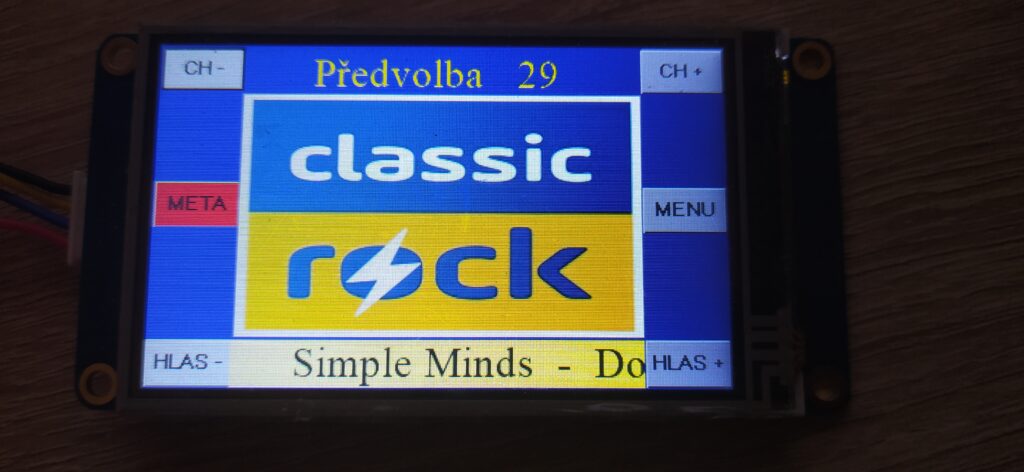 CH -
Předvolba 29
CH +
classic
META
MENU
rock
HLAS -
Simple Minds - Do
HLAS +